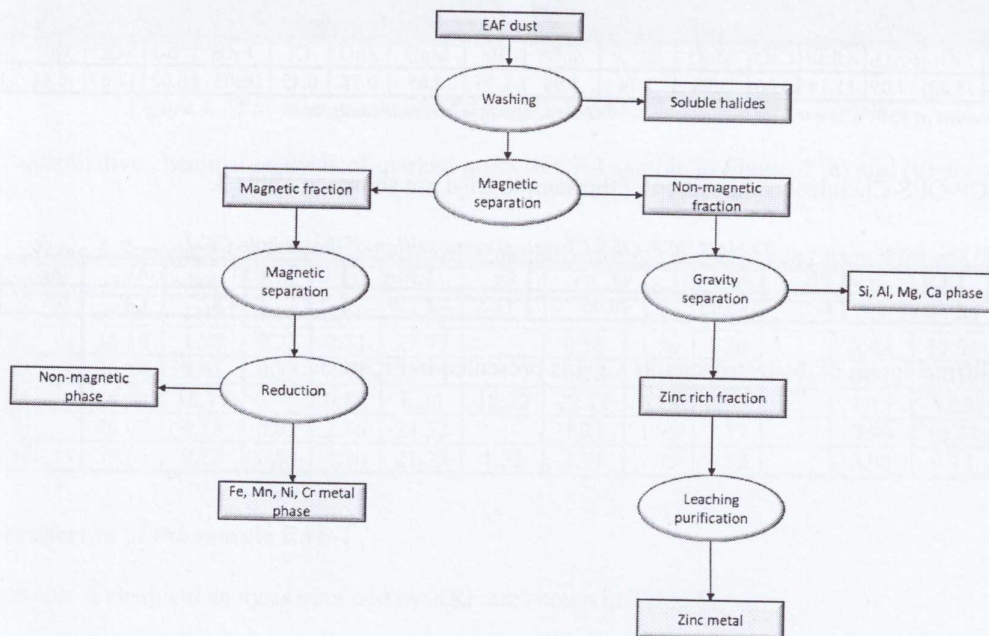 EAF dust
Washing
Soluble halides
Magnetic
separation
Magnetic fraction
Non-magnetic
fraction
Magnetic
separation
Gravity
separation
Si, Al, Mg, Ca phase
Non-magnetic
phase
Reduction
Zinc rich fraction
Fe, Mn, Ni, Cr metal
phase
Leaching
purification
Zinc metal